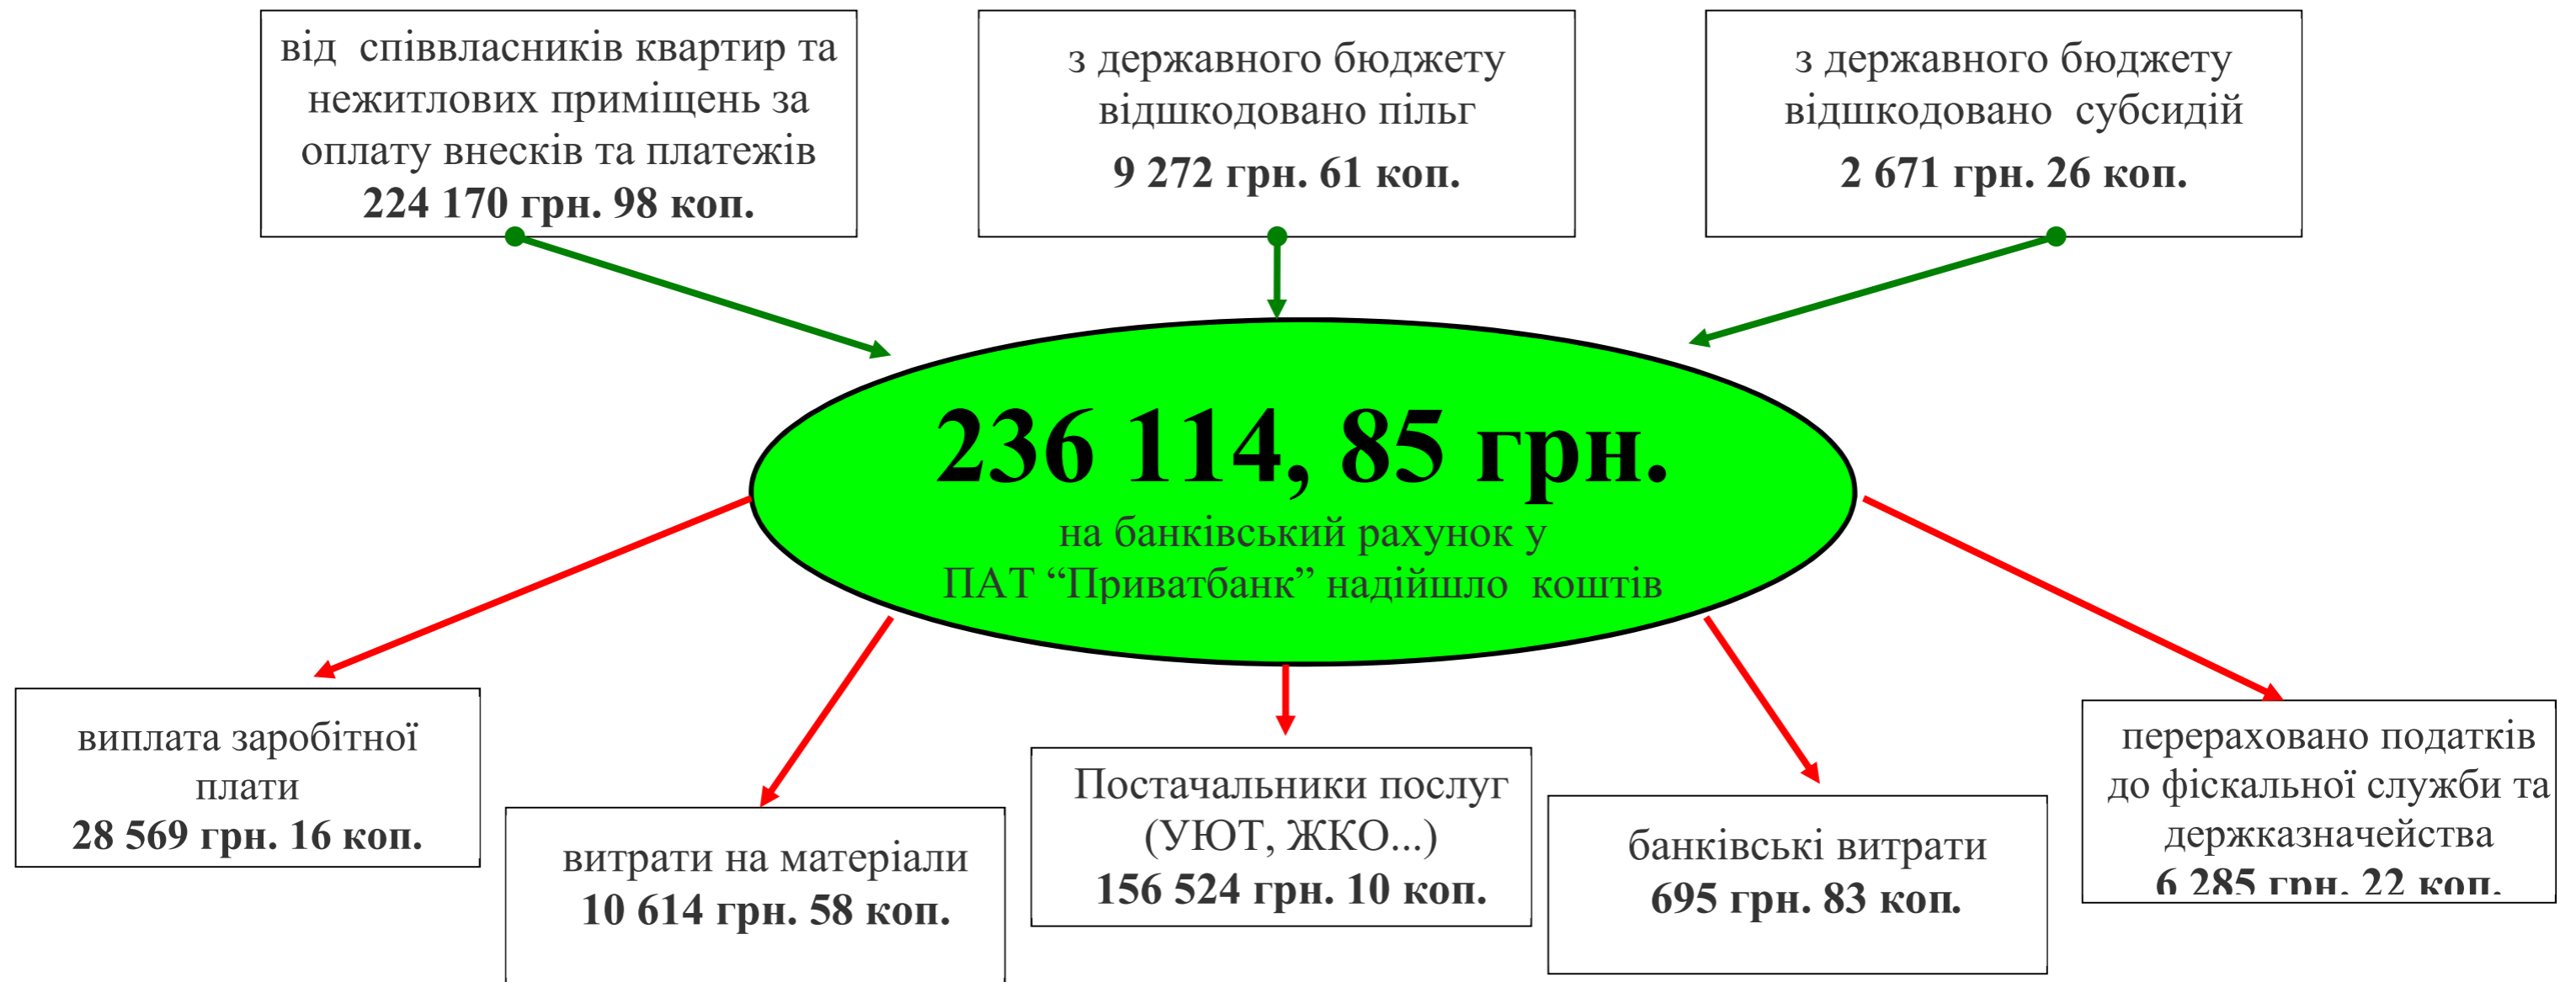 від співвласників квартир та
нежитлових приміщень за
оплату внесків та платежів
224 170 грн. 98 коп.
з державного бюджету
відшкодовано пільг
9 272 грн. 61 коп.
з державного бюджету
відшкодовано субсидій
2 671 грн. 26 коп.
236 114, 85 грн.
на банківський рахунок у
ПАТ “Приватбанк” надійшло коштів
виплата заробітної
плати
28 569 грн. 16 коп.
витрати на матеріали
10 614 грн. 58 коп.
Постачальники послуг
(УЮТ, ЖКО...)
156 524 грн. 10 коп.
банківські витрати
695 грн. 83 коп.
перераховано податків
до фіскальної служби та
держказначейства
6 285 грн. 22 коп.